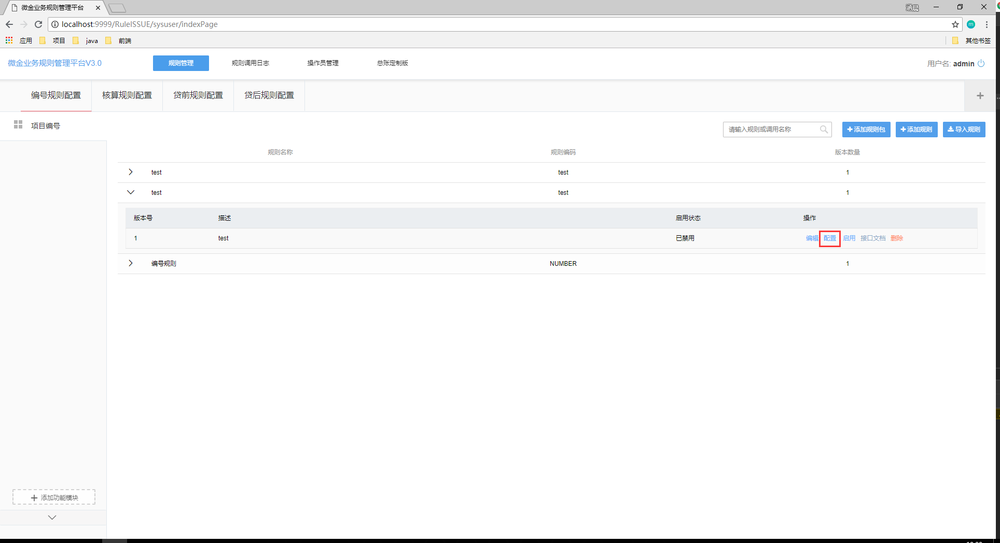 微金业务规则管理平台
涵晨
localhost:9999/RuleISSUE/sysuser/indexPage
m
应用 项目 java 前端 其他书签
微金业务规则管理平台V3.0 规则管理 规则调用日志 操作员管理 总账定制版 用户名: admin
编号规则配置 核算规则配置 贷前规则配置 贷后规则配置
项目编号 请输入规则或调用名称 添加规则包 添加规则 导入规则
规则名称 规则编码 版本数量
test test 1
test test 1
版本号 描述 启用状态 操作
1 test 已禁用 编辑 配置 启用 接口文档 删除
编号规则 NUMBER 1
添加功能模块